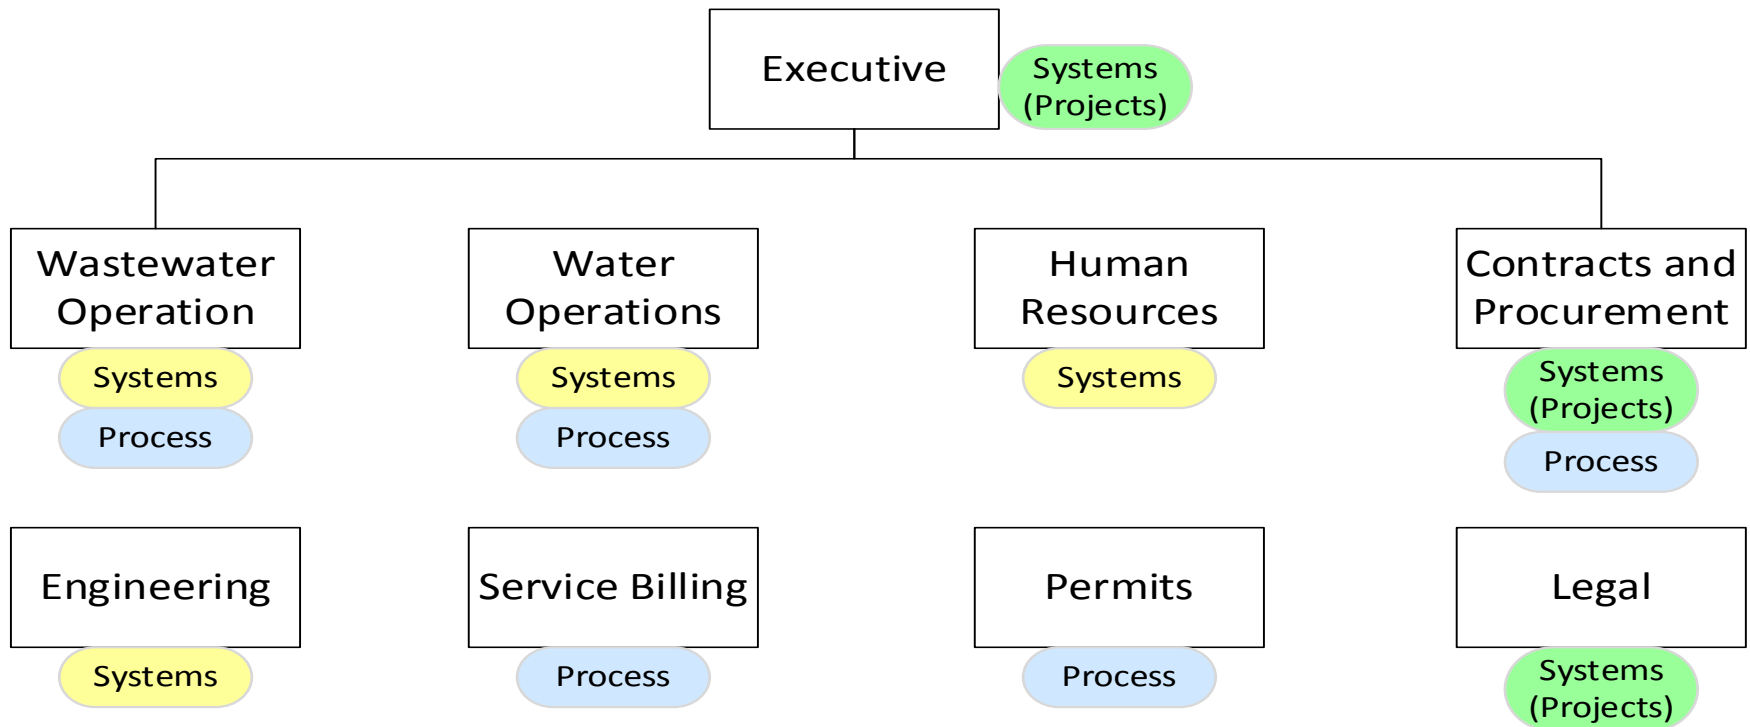 Executive
Systems
(Projects)
Wastewater
Operation
Systems
Process
Water
Operations
Systems
Process
Human
Resources
Systems
Contracts and
Procurement
Systems
(Projects)
Process
Engineering
Systems
Service Billing
Process
Permits
Process
Legal
Systems
(Projects)